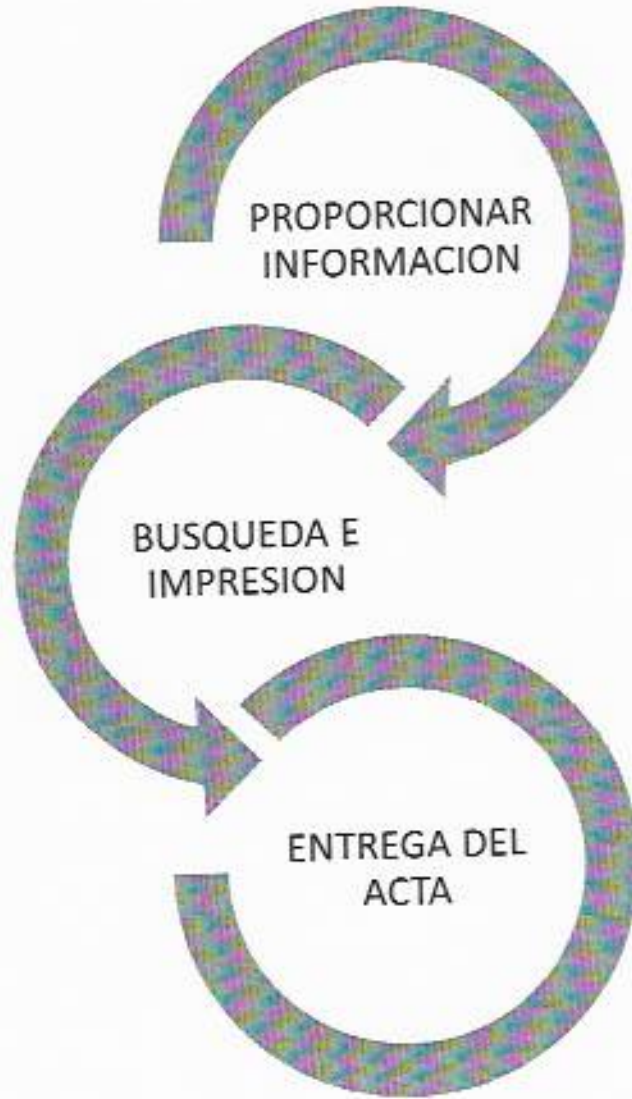 PROPORCIONAR
INFORMACION
BUSQUEDA E
IMPRESION
ENTREGA DEL
ACTA